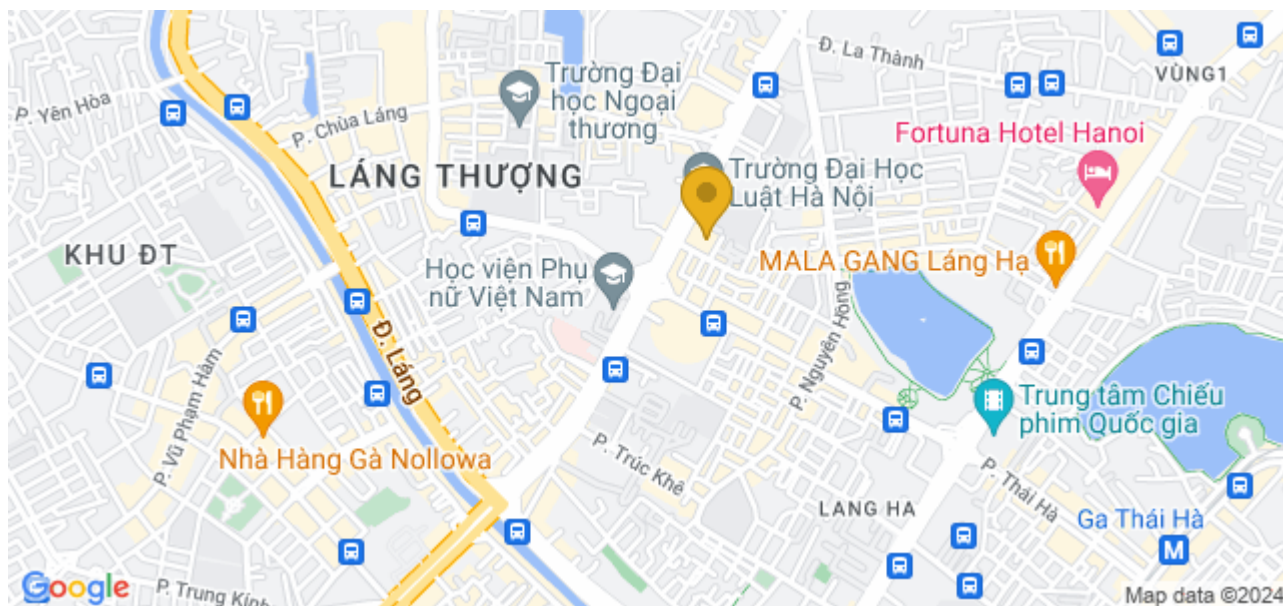 Đ. La Thành
VÙNG1
Trường Đại
học Ngoại
thương
P. Yên Hòa
P. Chùa Láng
Fortuna Hotel Hanoi
LÁNG THƯỢNG
Trường Đại Học
Luật Hà Nội
KHU ĐT
MALA GANG Láng Hạ
Học viện Phụ
nữ Việt Nam
Đ. Láng
P. Nguyên Hồng
P. Vũ Phạm Hàm
Trung tâm Chiếu
phim Quốc gia
Nhà Hàng Gà Nollowa
P. Trúc Khê
P. Thái Hà
LANG HA
Ga Thái Hà
M
Google
P. Trung Kính
Map data ©2024